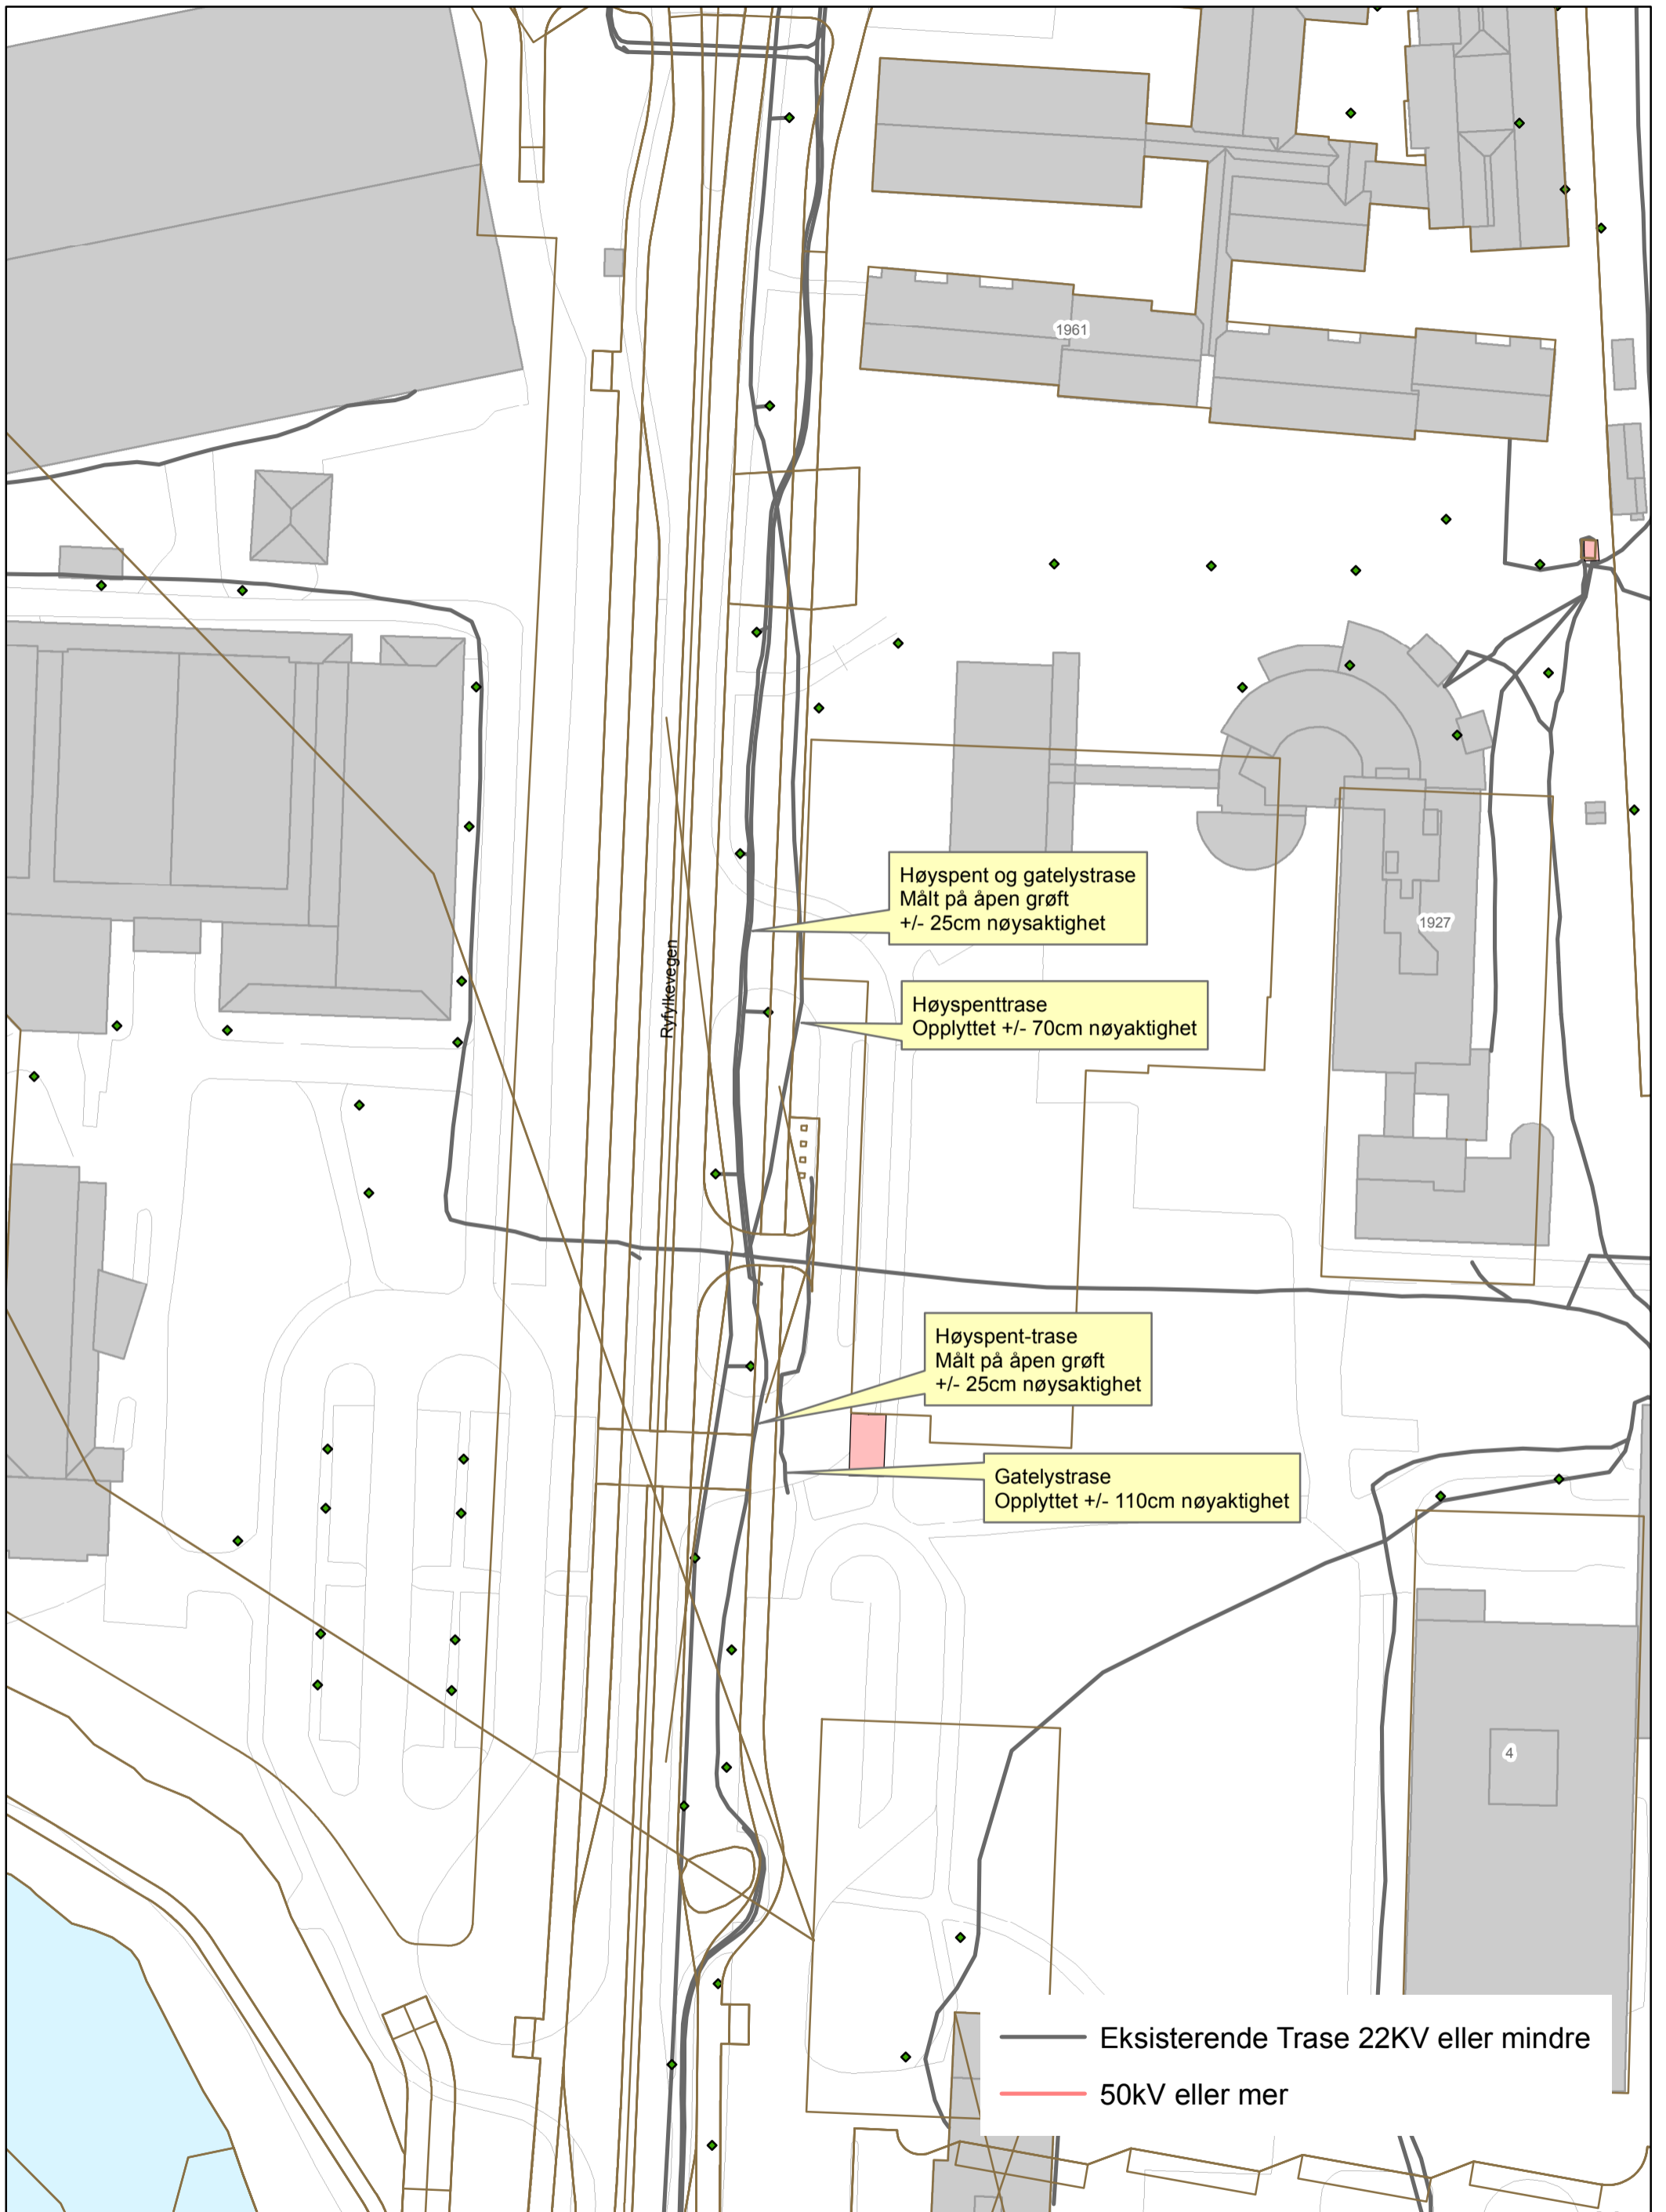 1961
Høyspent og gatelystrase
Målt på åpen grøft
+/- 25cm nøysaktighet
1927
Ryfylkevegen
Høyspenttrase
Opplyttet +/- 70cm nøyaktighet
Høyspent-trase
Målt på åpen grøft
+/- 25cm nøysaktighet
Gatelystrase
Opplyttet +/- 110cm nøyaktighet
4
Eksisterende Trase 22KV eller mindre
50kV eller mer